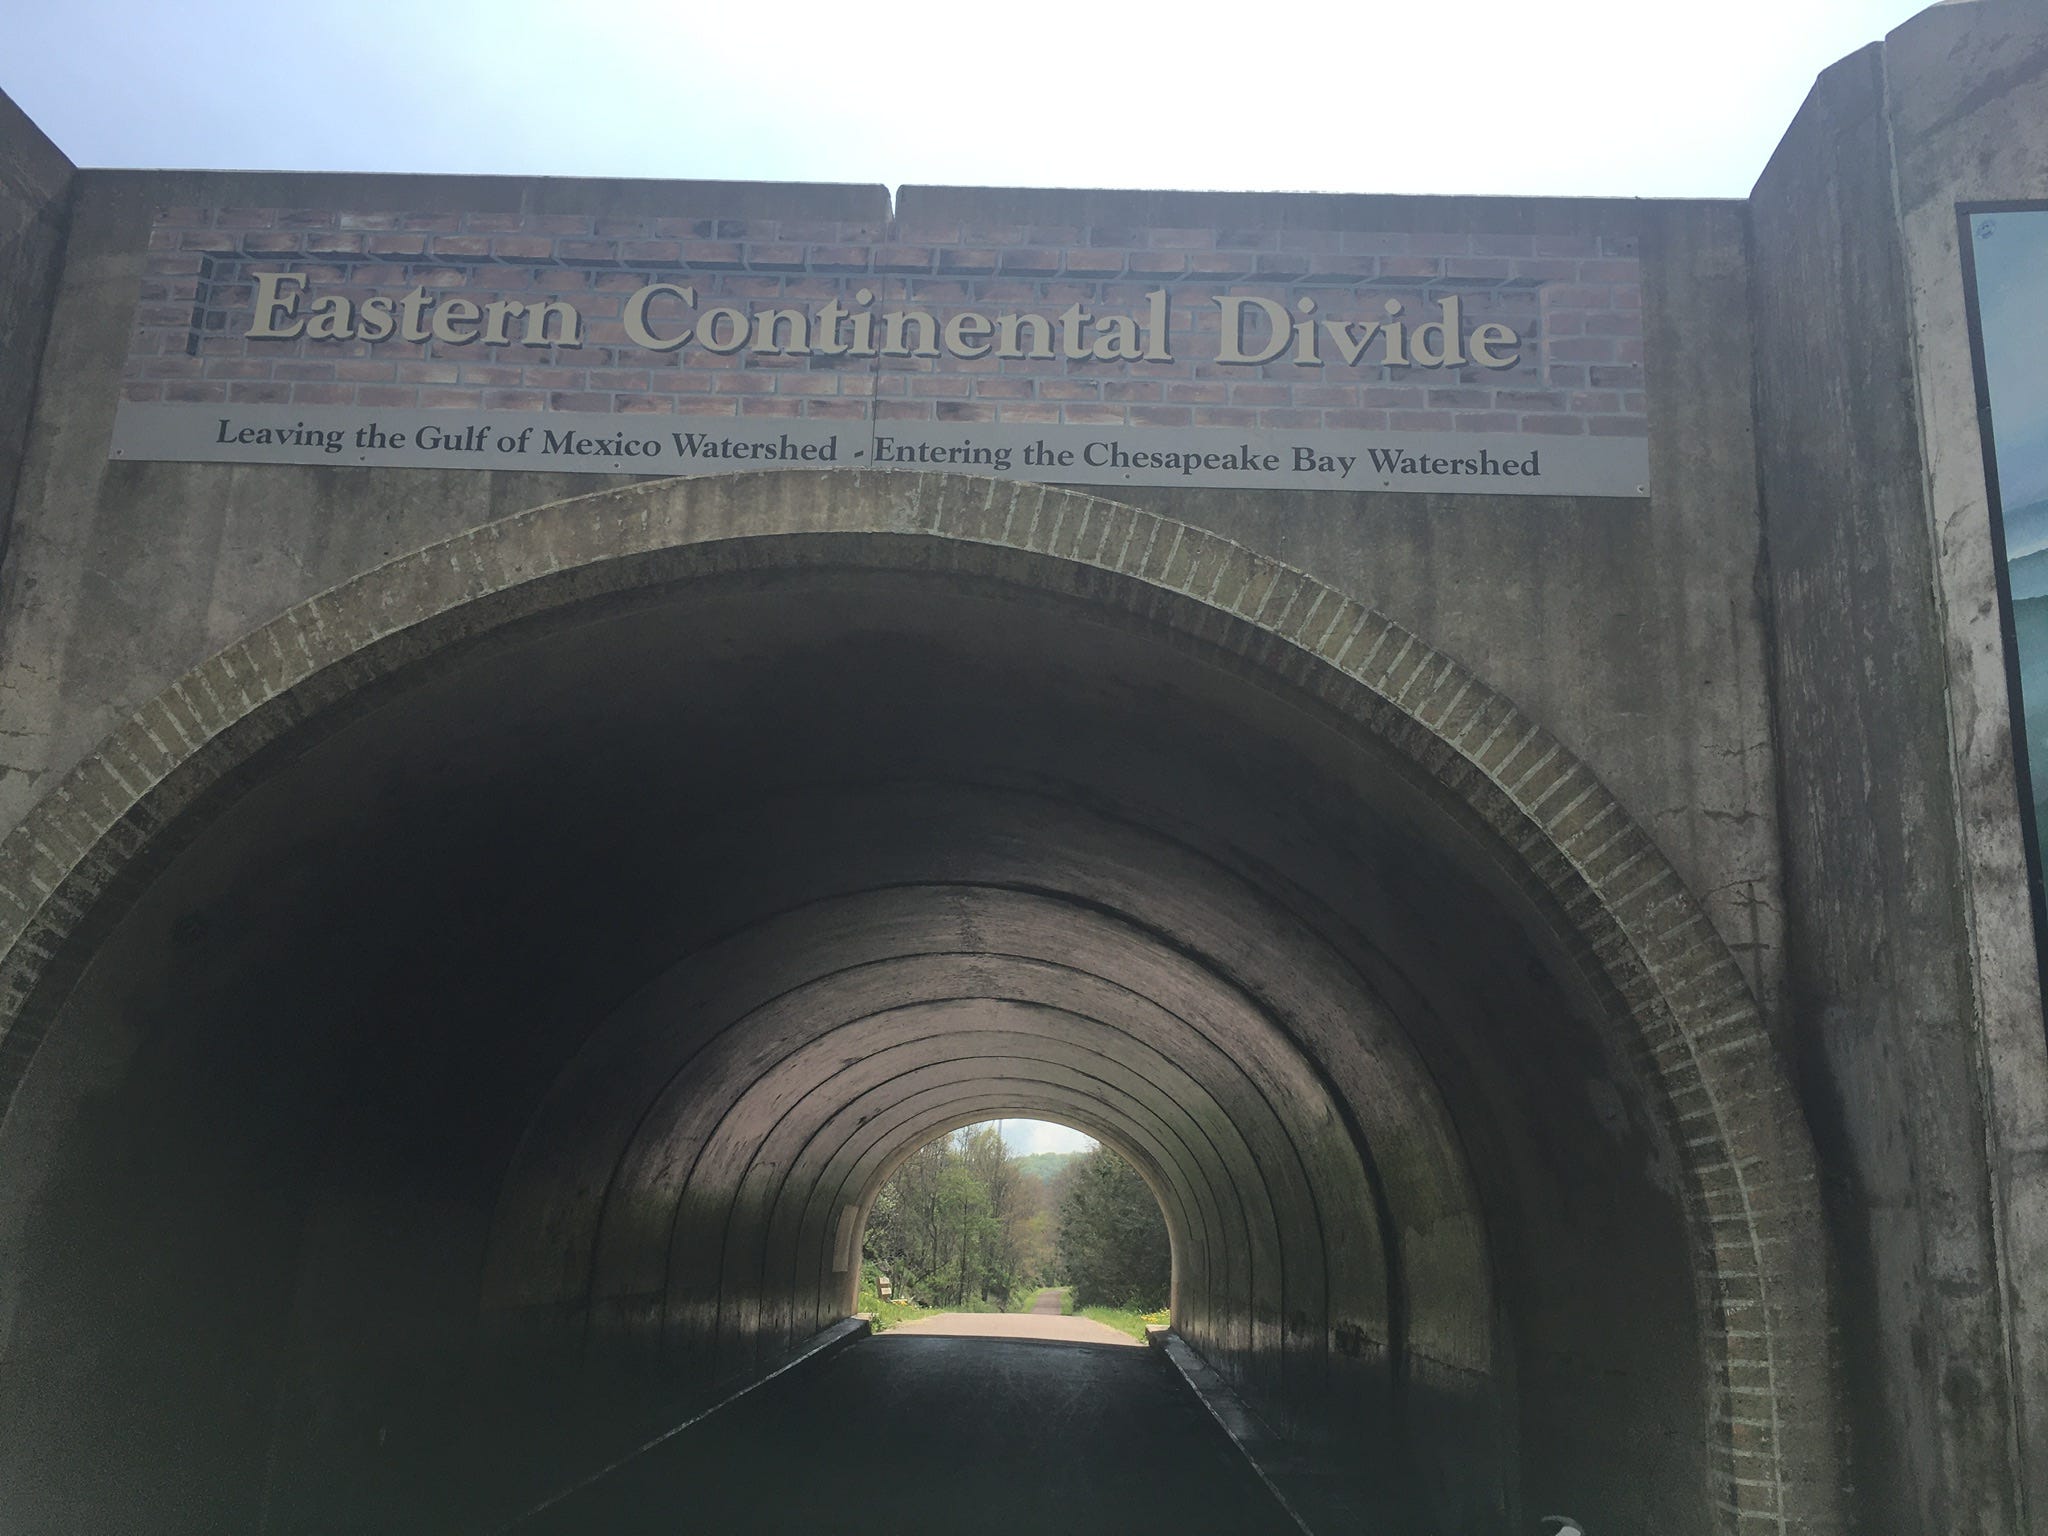 Eastern Continental Divide
Leaving the Gulf of Mexico Watershed - Entering the Chesapeake Bay Watershed